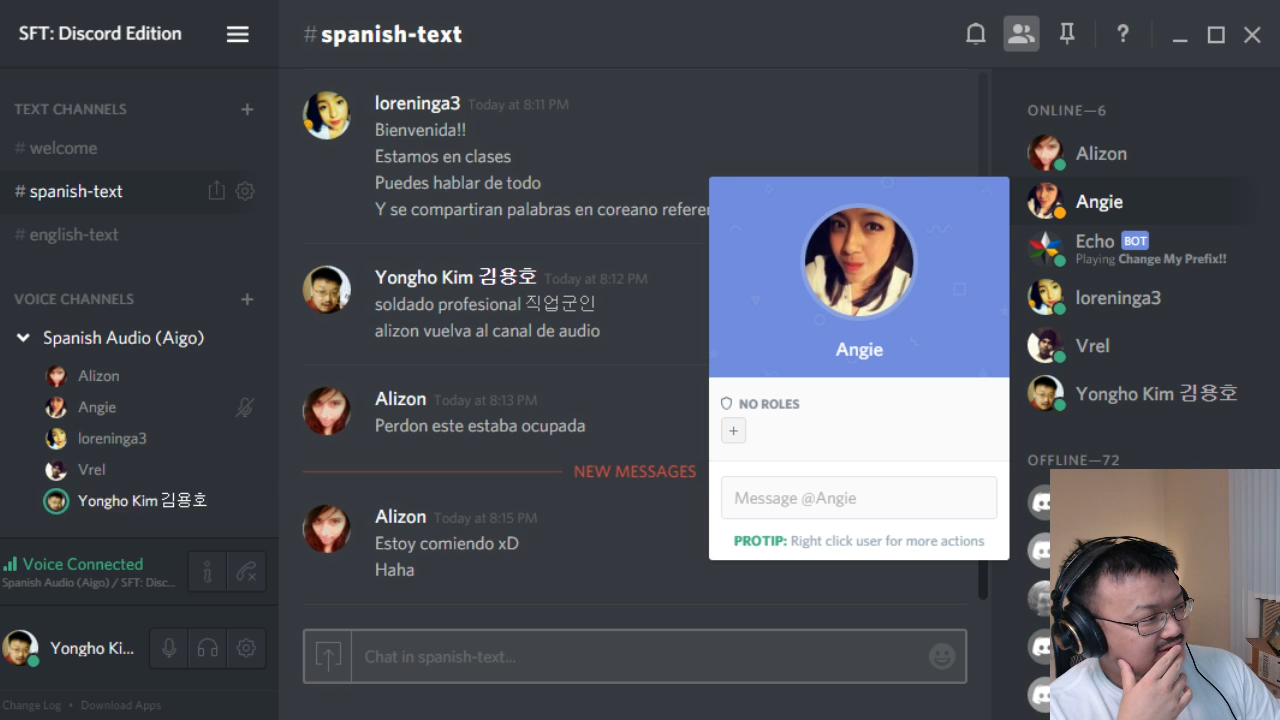 SFT: Discord Edition
TEXT CHANNELS
# welcome
# spanish-text
# english-text
VOICE CHANNELS
Spanish Audio (Aigo)
Alizon
Angie
loreninga3
Vrel
Yongho Kim 김용호
Voice Connected
Spanish Audio (Aigo) / SFT: Disc...
Yongho Ki...
Change Log • Download Apps
# spanish-text
loreninga3 Today at 8:11 PM
Bienvenida!!
Estamos en clases
Puedes hablar de todo
Y se compartiran palabras en coreano refere
Yongho Kim 김용호 Today at 8:12 PM
soldado profesional 직업군인
alizon vuelva al canal de audio
Alizon Today at 8:13 PM
Perdon este estaba ocupada
NEW MESSAGES
Alizon Today at 8:15 PM
Estoy comiendo xD
Haha
Chat in spanish-text...
Angie
NO ROLES
+
Message @Angie
PROTIP: Right click user for more actions
ONLINE—6
Alizon
Angie
Echo BOT
Playing Change My Prefix!!
loreninga3
Vrel
Yongho Kim 김용호
OFFLINE—72